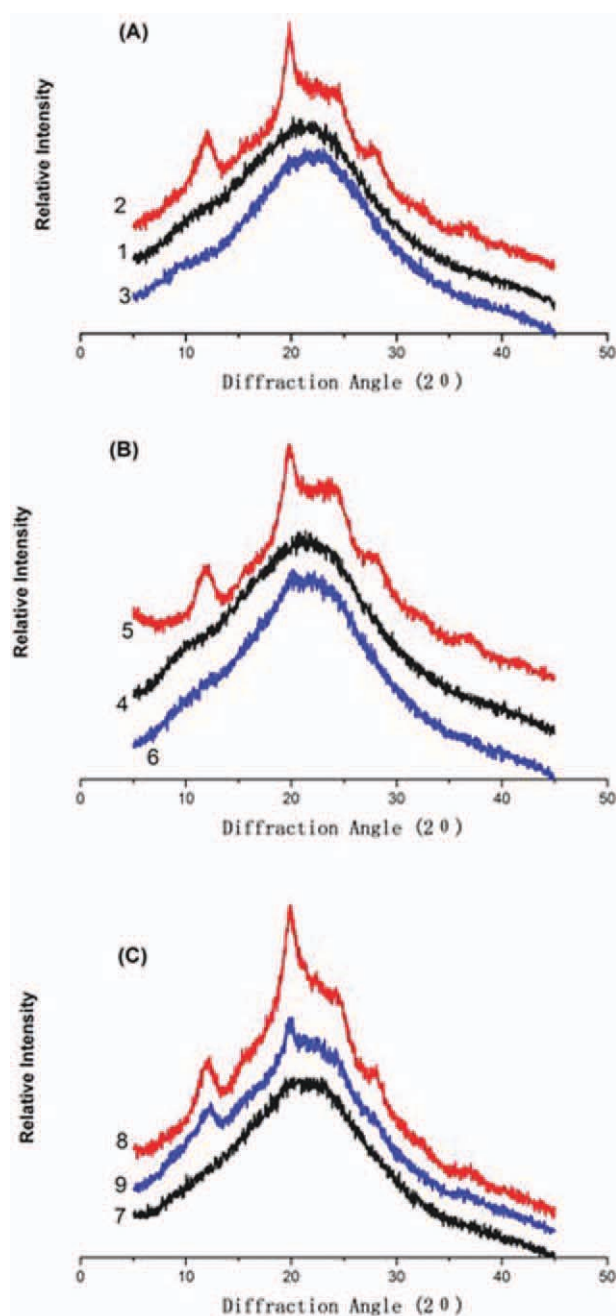 (A)
Relative Intensity
2
1
3
0 10 20 30 40 50
Diffraction Angle (2θ)
(B)
Relative Intensity
5
4
6
0 10 20 30 40 50
Diffraction Angle (2θ)
(C)
Relative Intensity
8
9
7
0 10 20 30 40 50
Diffraction Angle (2θ)